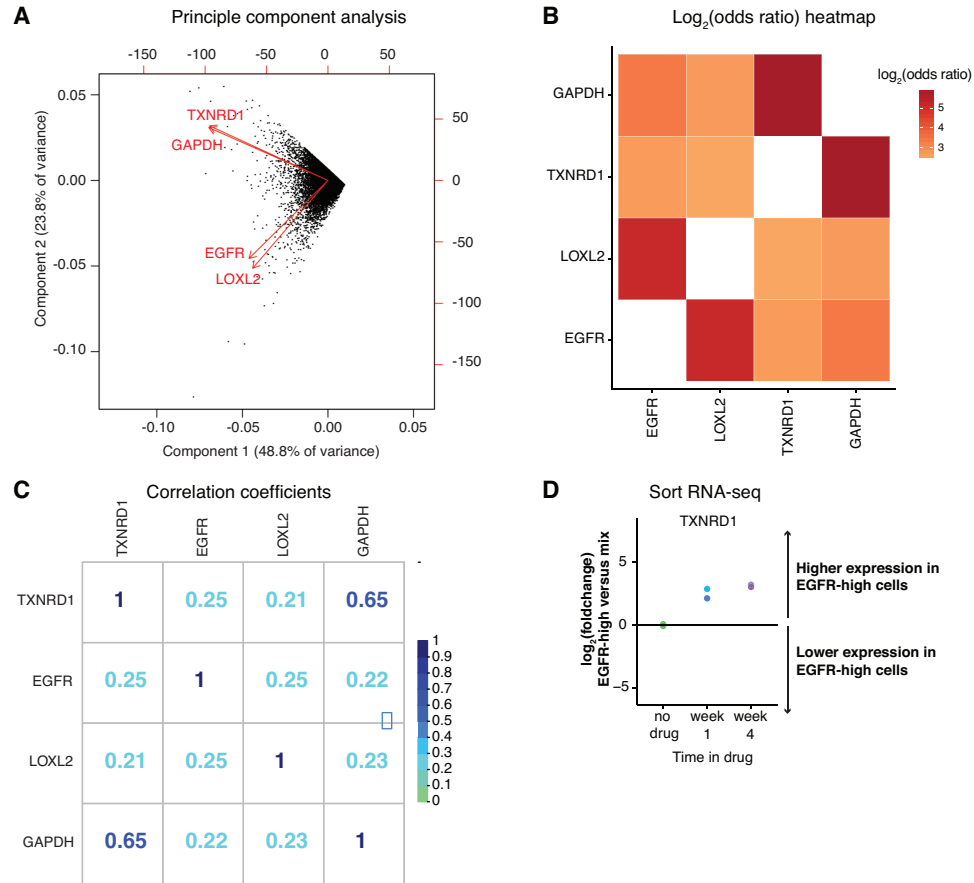 A
Principle component analysis
-150 -100 -50 0 50
0.05
0.00
-0.05
-0.10
Component 2 (23.8% of variance)
TXNRD1
GAPDH
EGFR
LOXL2
50
0
-50
-100
-150
-0.10 -0.05 0.00 0.05
Component 1 (48.8% of variance)
B
Log2(odds ratio) heatmap
GAPDH
TXNRD1
LOXL2
EGFR
EGFR LOXL2 TXNRD1 GAPDH
log2(odds ratio)
5
4
3
C
Correlation coefficients
TXNRD1 EGFR LOXL2 GAPDH
TXNRD1 1 0.25 0.21 0.65
EGFR 0.25 1 0.25 0.22
LOXL2 0.21 0.25 1 0.23
GAPDH 0.65 0.22 0.23 1
1
0.9
0.8
0.7
0.6
0.5
0.4
0.3
0.2
0.1
0
D
Sort RNA-seq
TXNRD1
log2(foldchange)
EGFR-high versus mix
5
0
−5
no drug
week 1
week 4
Time in drug
Higher expression in
EGFR-high cells
Lower expression in
EGFR-high cells